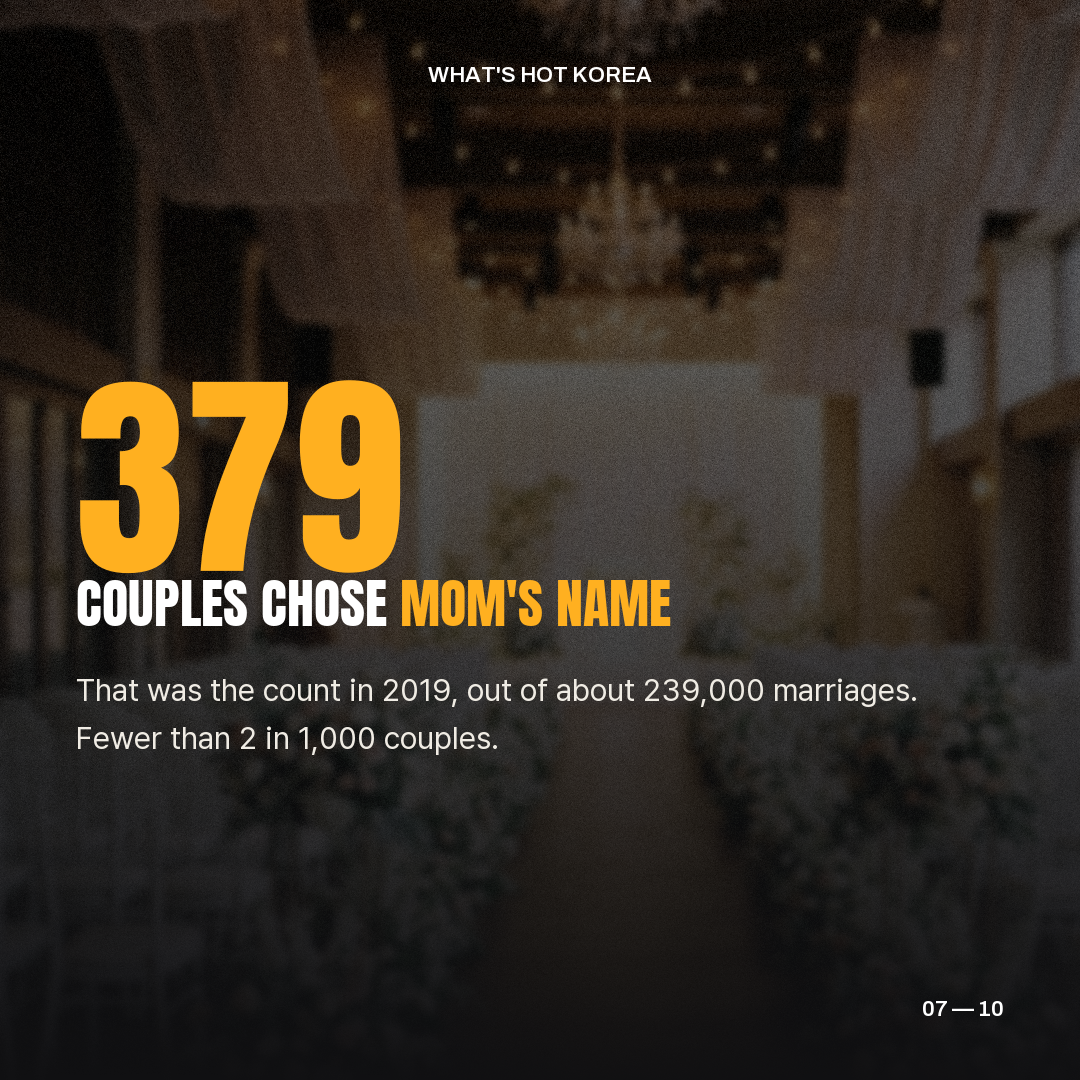 WHAT'S HOT KOREA
379
COUPLES CHOSE MOM'S NAME
That was the count in 2019, out of about 239,000 marriages.
Fewer than 2 in 1,000 couples.
07 — 10